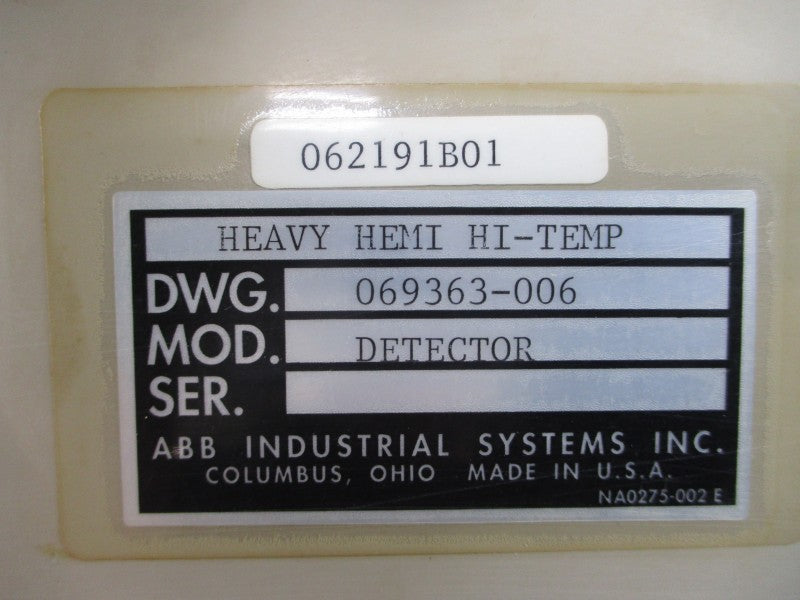 062191B01
HEAVY HEMI HI-TEMP
DWG. 069363-006
MOD. DETECTOR
SER.
ABB INDUSTRIAL SYSTEMS INC.
COLUMBUS, OHIO MADE IN U.S.A.
NA0275-002 E